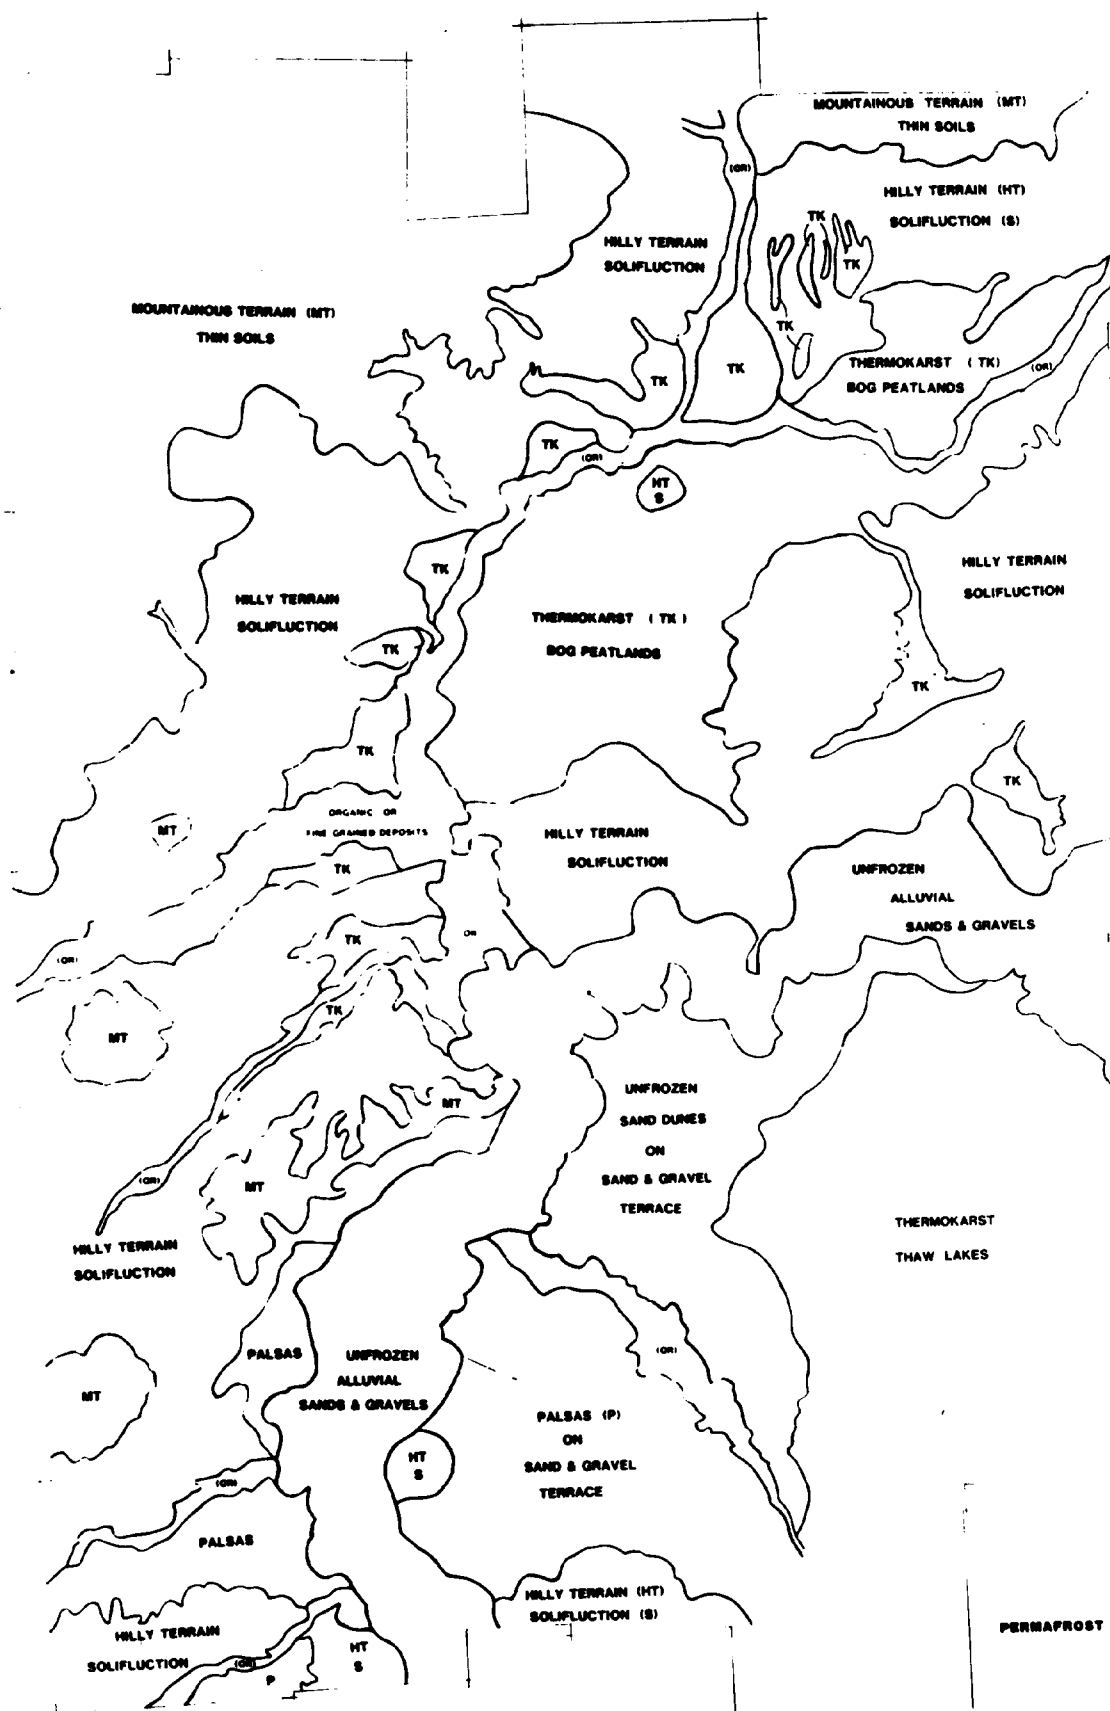 MOUNTAINOUS TERRAIN (MT)
THIN SOILS
(OR)
HILLY TERRAIN (HT)
SOLIFLUCTION (S)
TK
HILLY TERRAIN
SOLIFLUCTION
TK
MOUNTAINOUS TERRAIN (MT)
THIN SOILS
TK
THERMOKARST (TK)
BOG PEATLANDS
(OR)
TK
TK
TK
(OR)
HT
S
HILLY TERRAIN
SOLIFLUCTION
TK
HILLY TERRAIN
SOLIFLUCTION
THERMOKARST (TK)
BOG PEATLANDS
TK
TK
TK
TK
MT
ORGANIC OR
FINE GRAINED DEPOSITS
HILLY TERRAIN
SOLIFLUCTION
UNFROZEN
ALLUVIAL
SANDS & GRAVELS
TK
TK
OR
(OR)
TK
MT
UNFROZEN
SAND DUNES
ON
SAND & GRAVEL
TERRACE
MT
MT
(OR)
THERMOKARST
THAW LAKES
HILLY TERRAIN
SOLIFLUCTION
PALSAS
UNFROZEN
ALLUVIAL
SANDS & GRAVELS
(OR)
MT
PALSAS (P)
ON
SAND & GRAVEL
TERRACE
HT
S
(OR)
PALSAS
HILLY TERRAIN (HT)
SOLIFLUCTION (S)
PERMAFROST
HILLY TERRAIN
SOLIFLUCTION
(OR)
P
HT
S